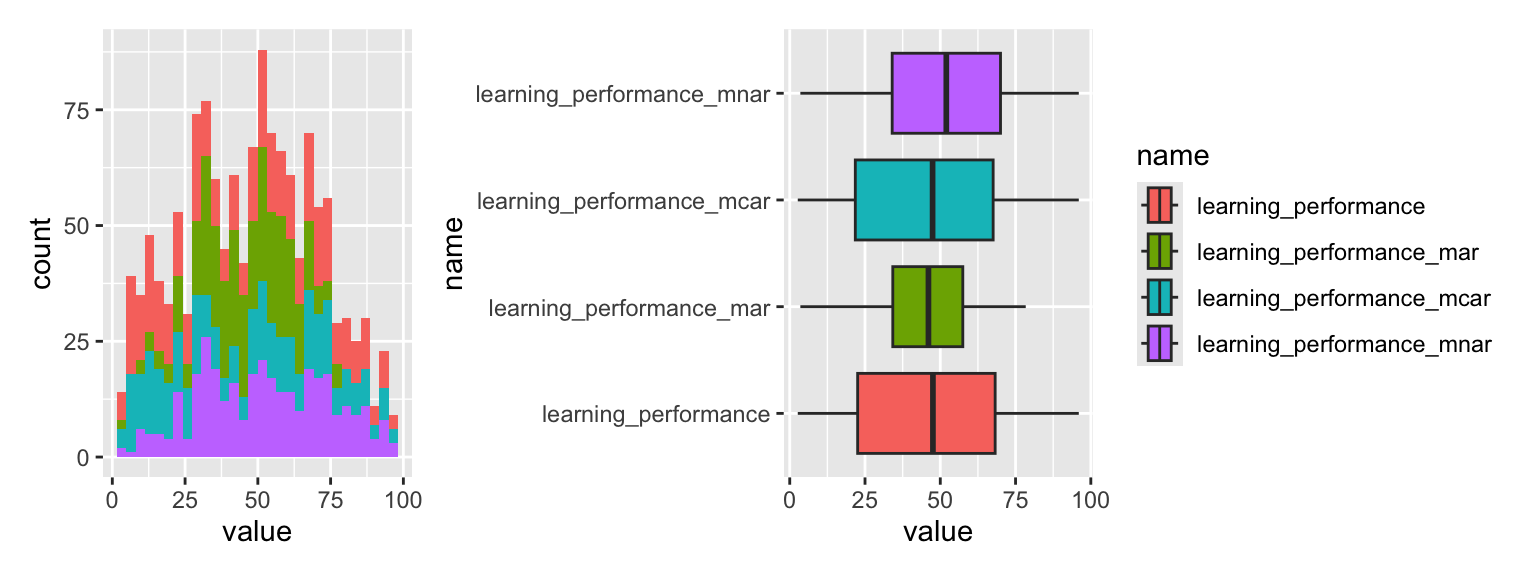 count
75
50
25
0
0 25 50 75 100
value
name
learning_performance_mnar
learning_performance_mcar
learning_performance_mar
learning_performance
0 25 50 75 100
value
name
learning_performance
learning_performance_mar
learning_performance_mcar
learning_performance_mnar